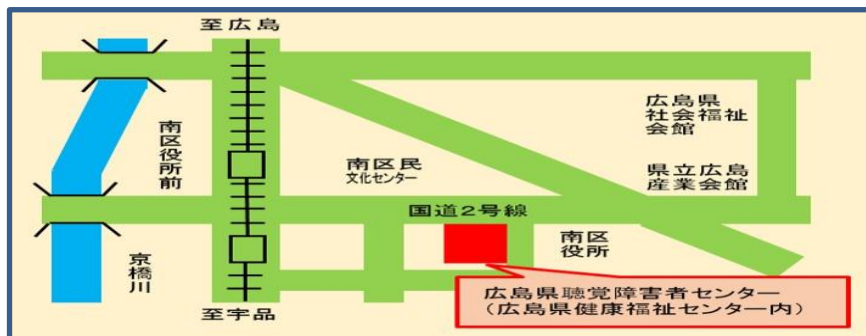 至広島
広島県
社会福祉
会館
南区役所前
南区民
文化センター
県立広島
産業会館
国道2号線
南区
役所
京橋川
広島県聴覚障害者センター
（広島県健康福祉センター内）
至宇品